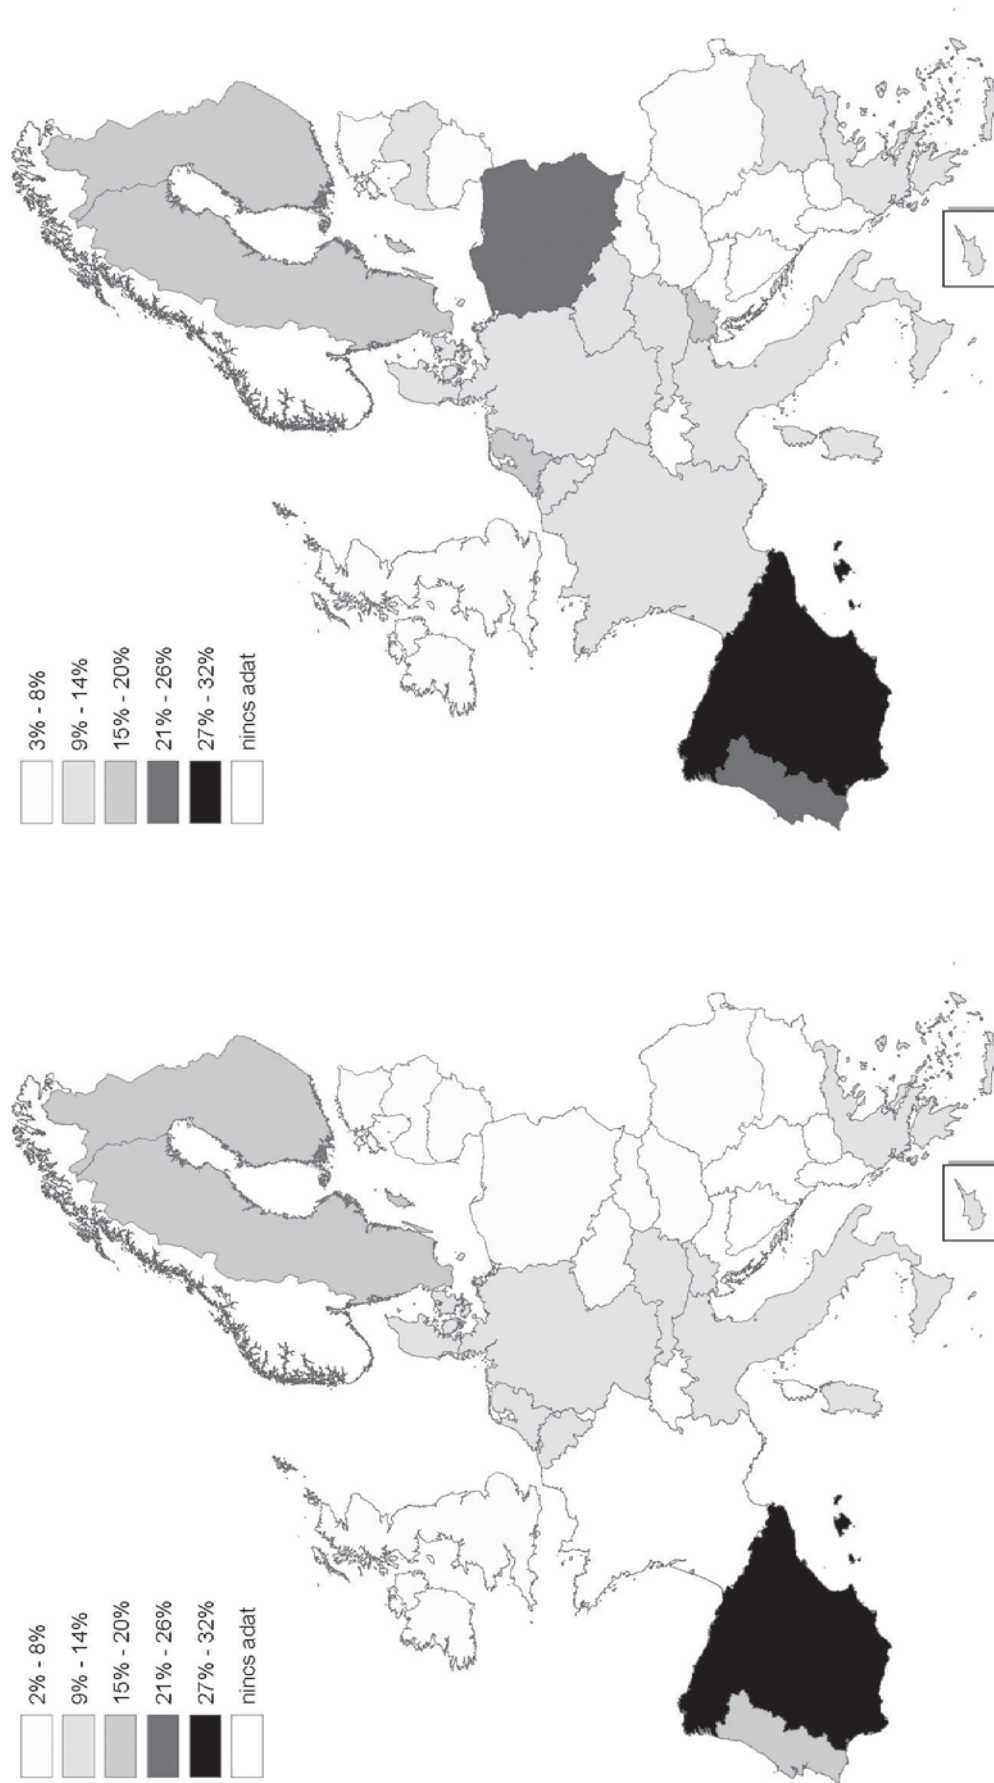 2% - 8%
9% - 14%
15% - 20%
21% - 26%
27% - 32%
nincs adat
3% - 8%
9% - 14%
15% - 20%
21% - 26%
27% - 32%
nincs adat